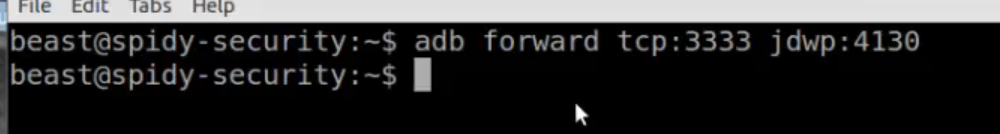 File Edit Tabs Help
beast@spidy-security:~$ adb forward tcp:3333 jdwp:4130
beast@spidy-security:~$